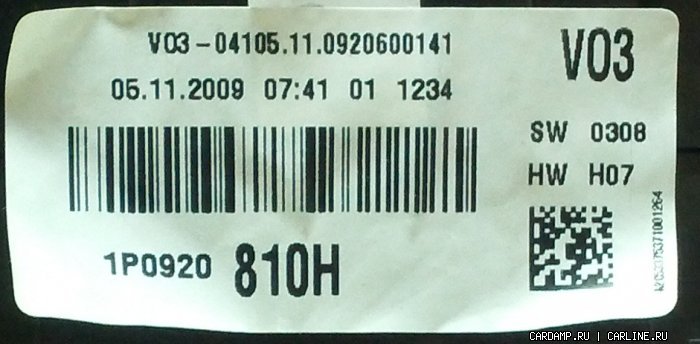 V03-04105.11.0920600141
05.11.2009 07:41 01 1234
V03
SW 0308
HW H07
1P0920 810H
CARDAMP.RU | CARLINE.RU